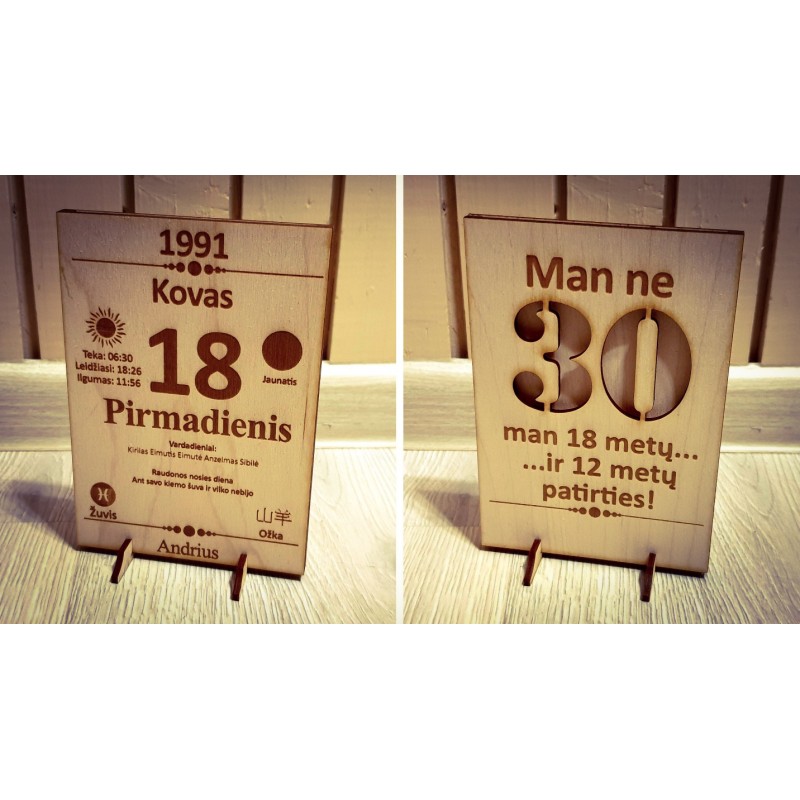 1991
Kovas
18
Teka: 06:30
Leidžiasi: 18:26
Ilgumas: 11:56
Jaunatis
Pirmadienis
Vardadieniai:
Kirilas Eimutis Eimutė Anzelmas Sibilė
Raudonos nosies diena
Ant savo kiemo šuva ir vilko nebijo
Žuvis
山羊
Ožka
Andrius
Man ne
30
man 18 metų...
...ir 12 metų
patirties!